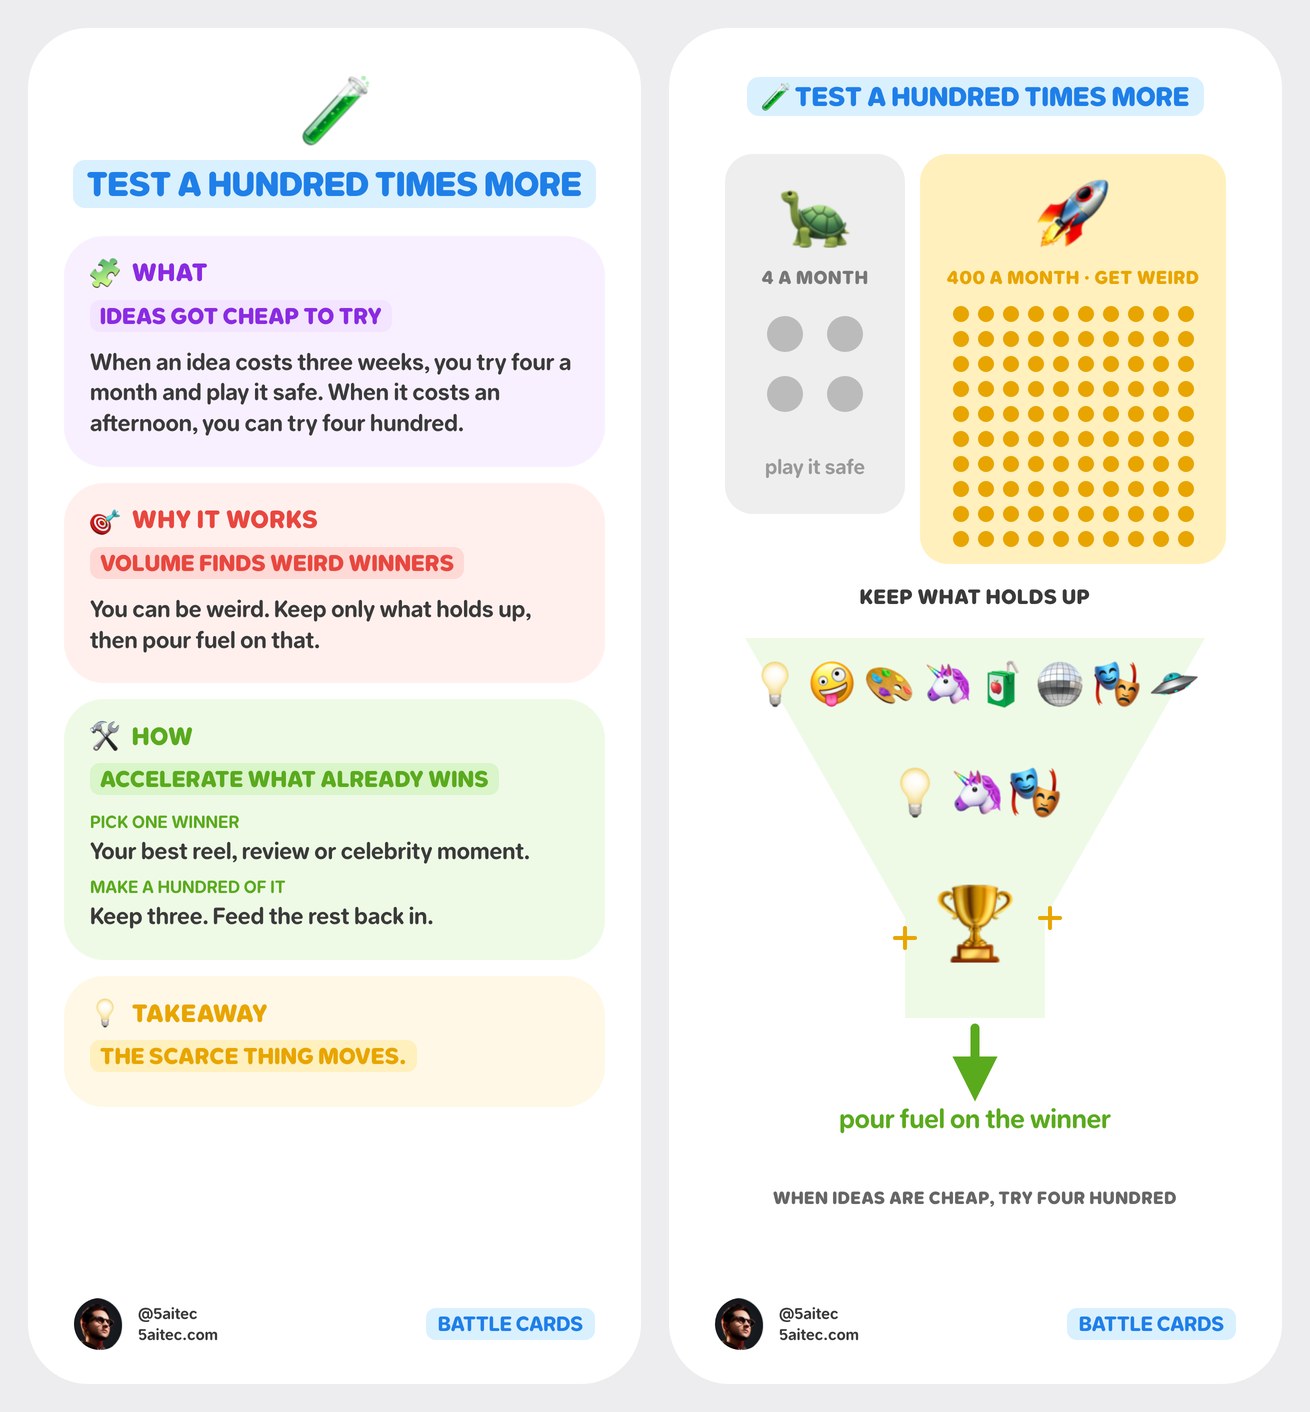 TEST A HUNDRED TIMES MORE
WHAT
IDEAS GOT CHEAP TO TRY
When an idea costs three weeks, you try four a
month and play it safe. When it costs an
afternoon, you can try four hundred.
WHY IT WORKS
VOLUME FINDS WEIRD WINNERS
You can be weird. Keep only what holds up,
then pour fuel on that.
HOW
ACCELERATE WHAT ALREADY WINS
PICK ONE WINNER
Your best reel, review or celebrity moment.
MAKE A HUNDRED OF IT
Keep three. Feed the rest back in.
TAKEAWAY
THE SCARCE THING MOVES.
@5aitec
5aitec.com
BATTLE CARDS
TEST A HUNDRED TIMES MORE
4 A MONTH
play it safe
400 A MONTH · GET WEIRD
KEEP WHAT HOLDS UP
pour fuel on the winner
WHEN IDEAS ARE CHEAP, TRY FOUR HUNDRED
@5aitec
5aitec.com
BATTLE CARDS